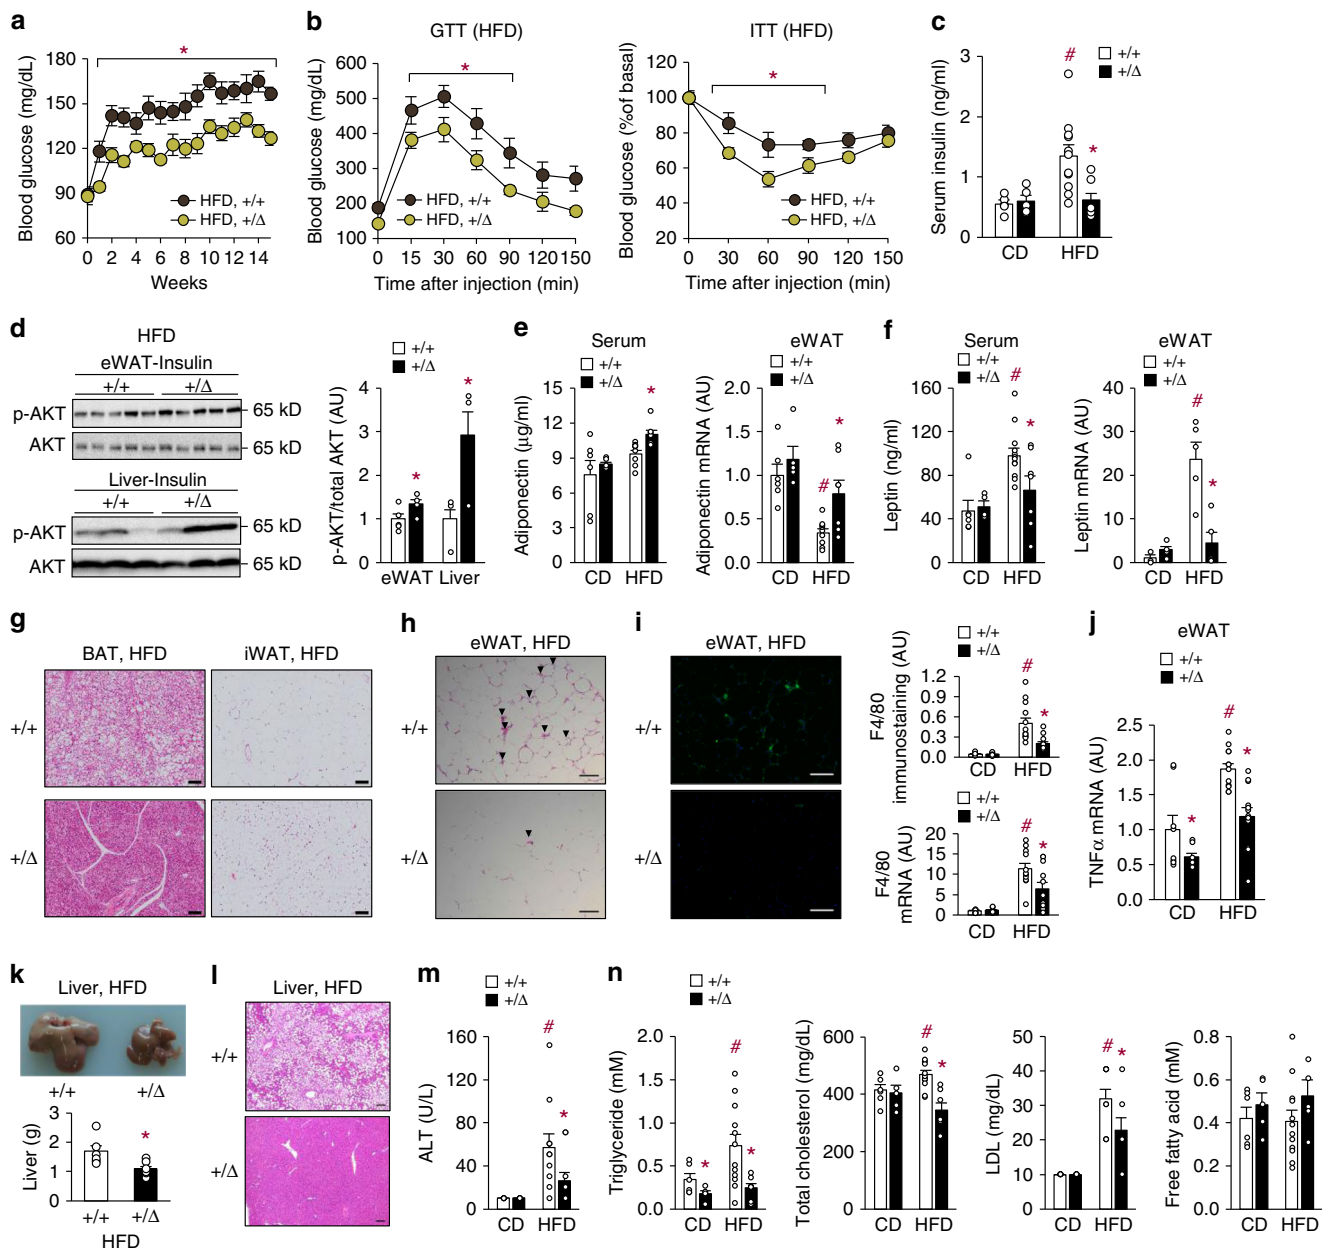 a
Blood glucose (mg/dL)
180
150
120
90
60
*
HFD, +/+
HFD, +/Δ
0 2 4 6 8 10 12 14
Weeks
b
GTT (HFD)
Blood glucose (mg/dL)
600
500
400
300
200
100
*
HFD, +/+
HFD, +/Δ
0 15 30 60 90 120 150
Time after injection (min)
ITT (HFD)
Blood glucose (%of basal)
120
100
80
60
40
20
*
HFD, +/+
HFD, +/Δ
0 30 60 90 120 150
Time after injection (min)
c
Serum insulin (ng/ml)
3
2
1
0
+/+
+/Δ
#
*
CD HFD
d
HFD
eWAT-Insulin
+/+ +/Δ
p-AKT 65 kD
AKT 65 kD
Liver-Insulin
+/+ +/Δ
p-AKT 65 kD
AKT 65 kD
p-AKT/total AKT (AU)
+/+
+/Δ
4
3
2
1
0
*
*
eWAT Liver
e
Serum
+/+
+/Δ
Adiponectin (µg/ml)
15
12
9
6
3
0
*
CD HFD
eWAT
+/+
+/Δ
Adiponectin mRNA (AU)
2.0
1.5
1.0
0.5
0.0
#
*
CD HFD
f
Serum
+/+
+/Δ
Leptin (ng/ml)
160
120
80
40
0
#
*
CD HFD
eWAT
+/+
+/Δ
Leptin mRNA (AU)
40
30
20
10
0
#
*
CD HFD
g
BAT, HFD iWAT, HFD
+/+
+/Δ
h
eWAT, HFD
+/+
+/Δ
i
eWAT, HFD
+/+
+/Δ
F4/80
immunostaining (AU)
+/+
+/Δ
1.2
0.9
0.6
0.3
0.0
#
*
CD HFD
F4/80
mRNA (AU)
+/+
+/Δ
20
15
10
5
0
#
*
CD HFD
j
eWAT
+/+
+/Δ
TNFα mRNA (AU)
2.5
2.0
1.5
1.0
0.5
0.0
*
#
*
CD HFD
k
Liver, HFD
+/+ +/Δ
Liver (g)
3
2
1
0
*
+/+ +/Δ
HFD
l
Liver, HFD
+/+
+/Δ
m
+/+
+/Δ
ALT (U/L)
160
120
80
40
0
#
*
CD HFD
n
+/+
+/Δ
Triglyceride (mM)
2.0
1.5
1.0
0.5
0.0
*
#
*
CD HFD
Total cholesterol (mg/dL)
600
400
200
0
#
*
CD HFD
LDL (mg/dL)
50
40
30
20
10
0
#
*
CD HFD
Free fatty acid (mM)
0.8
0.6
0.4
0.2
0
CD HFD